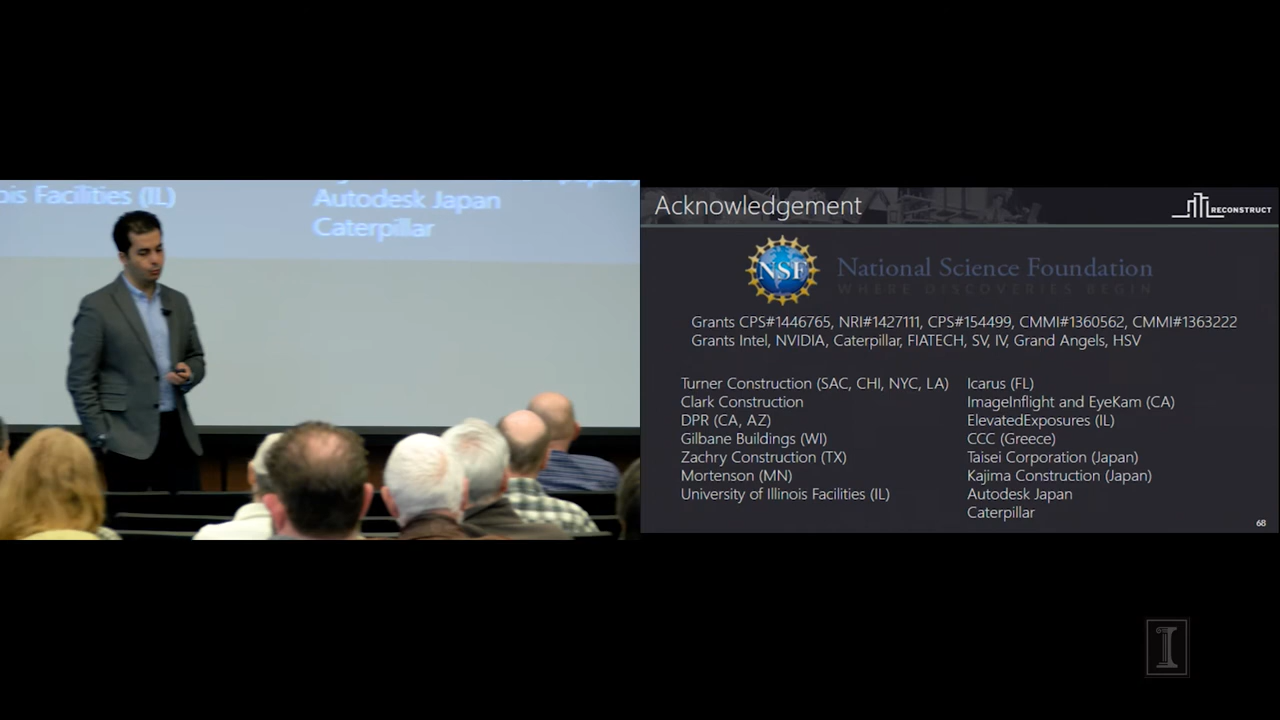 ois Facilities (IL)
Autodesk Japan
Caterpillar
Acknowledgement
RECONSTRUCT
NSF
National Science Foundation
WHERE DISCOVERIES BEGIN
Grants CPS#1446765, NRI#1427111, CPS#154499, CMMI#1360562, CMMI#1363222
Grants Intel, NVIDIA, Caterpillar, FIATECH, SV, IV, Grand Angels, HSV
Turner Construction (SAC, CHI, NYC, LA)
Clark Construction
DPR (CA, AZ)
Gilbane Buildings (WI)
Zachry Construction (TX)
Mortenson (MN)
University of Illinois Facilities (IL)
Icarus (FL)
ImageInflight and EyeKam (CA)
ElevatedExposures (IL)
CCC (Greece)
Taisei Corporation (Japan)
Kajima Construction (Japan)
Autodesk Japan
Caterpillar
68
I